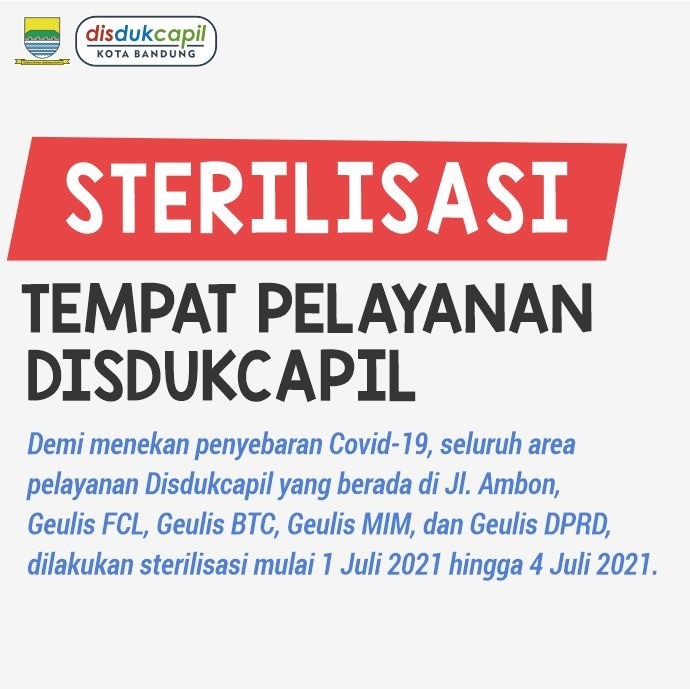 disdukcapil
KOTA BANDUNG
STERILISASI
TEMPAT PELAYANAN
DISDUKCAPIL
Demi menekan penyebaran Covid-19, seluruh area
pelayanan Disdukcapil yang berada di Jl. Ambon,
Geulis FCL, Geulis BTC, Geulis MIM, dan Geulis DPRD,
dilakukan sterilisasi mulai 1 Juli 2021 hingga 4 Juli 2021.